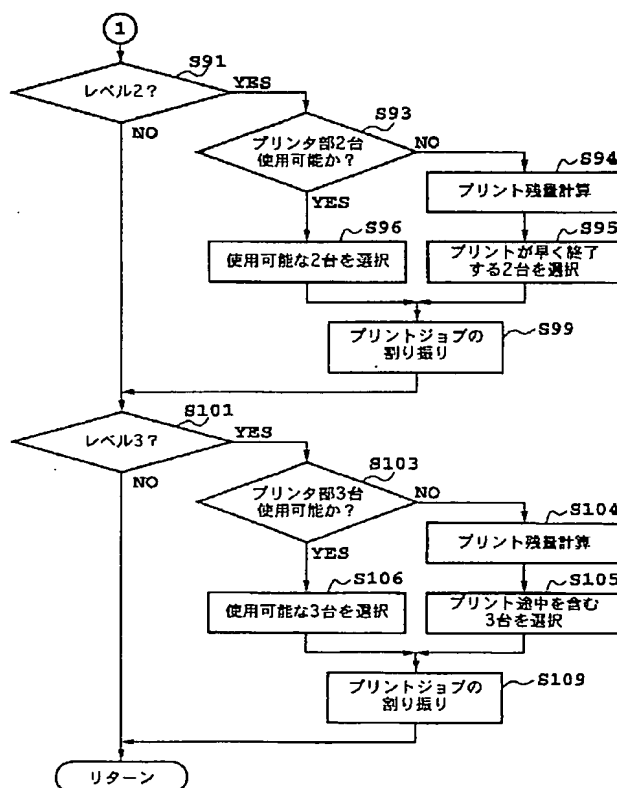 1
S91
レベル2?
YES
NO
S93
プリンタ部2台
使用可能か?
NO
YES
S94
プリント残量計算
S96
使用可能な2台を選択
S95
プリントが早く終了
する2台を選択
S99
プリントジョブの
割り振り
S101
レベル3?
YES
NO
S103
プリンタ部3台
使用可能か?
NO
YES
S104
プリント残量計算
S106
使用可能な3台を選択
S105
プリント途中を含む
3台を選択
S109
プリントジョブの
割り振り
リターン